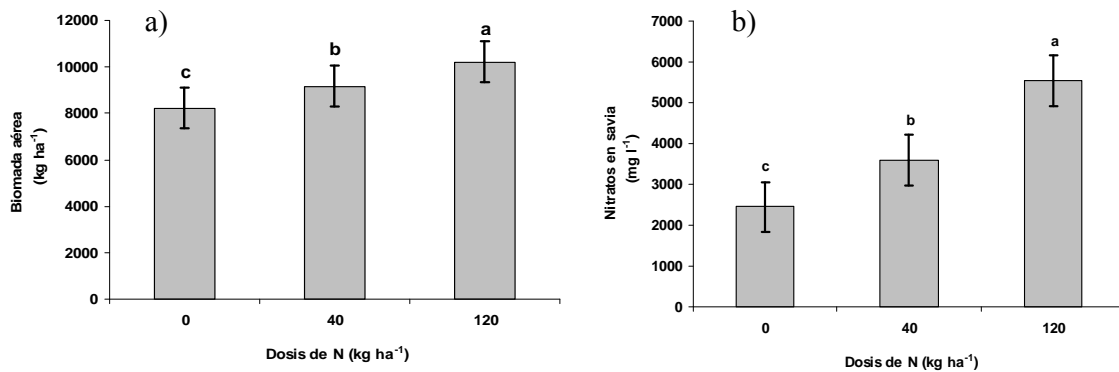 a)
12000
10000
8000
6000
4000
2000
0
Biomada aérea
(kg ha⁻¹)
c
b
a
0 40 120
Dosis de N (kg ha⁻¹)
b)
7000
6000
5000
4000
3000
2000
1000
0
Nitratos en savia
(mg l⁻¹)
c
b
a
0 40 120
Dosis de N (kg ha⁻¹)